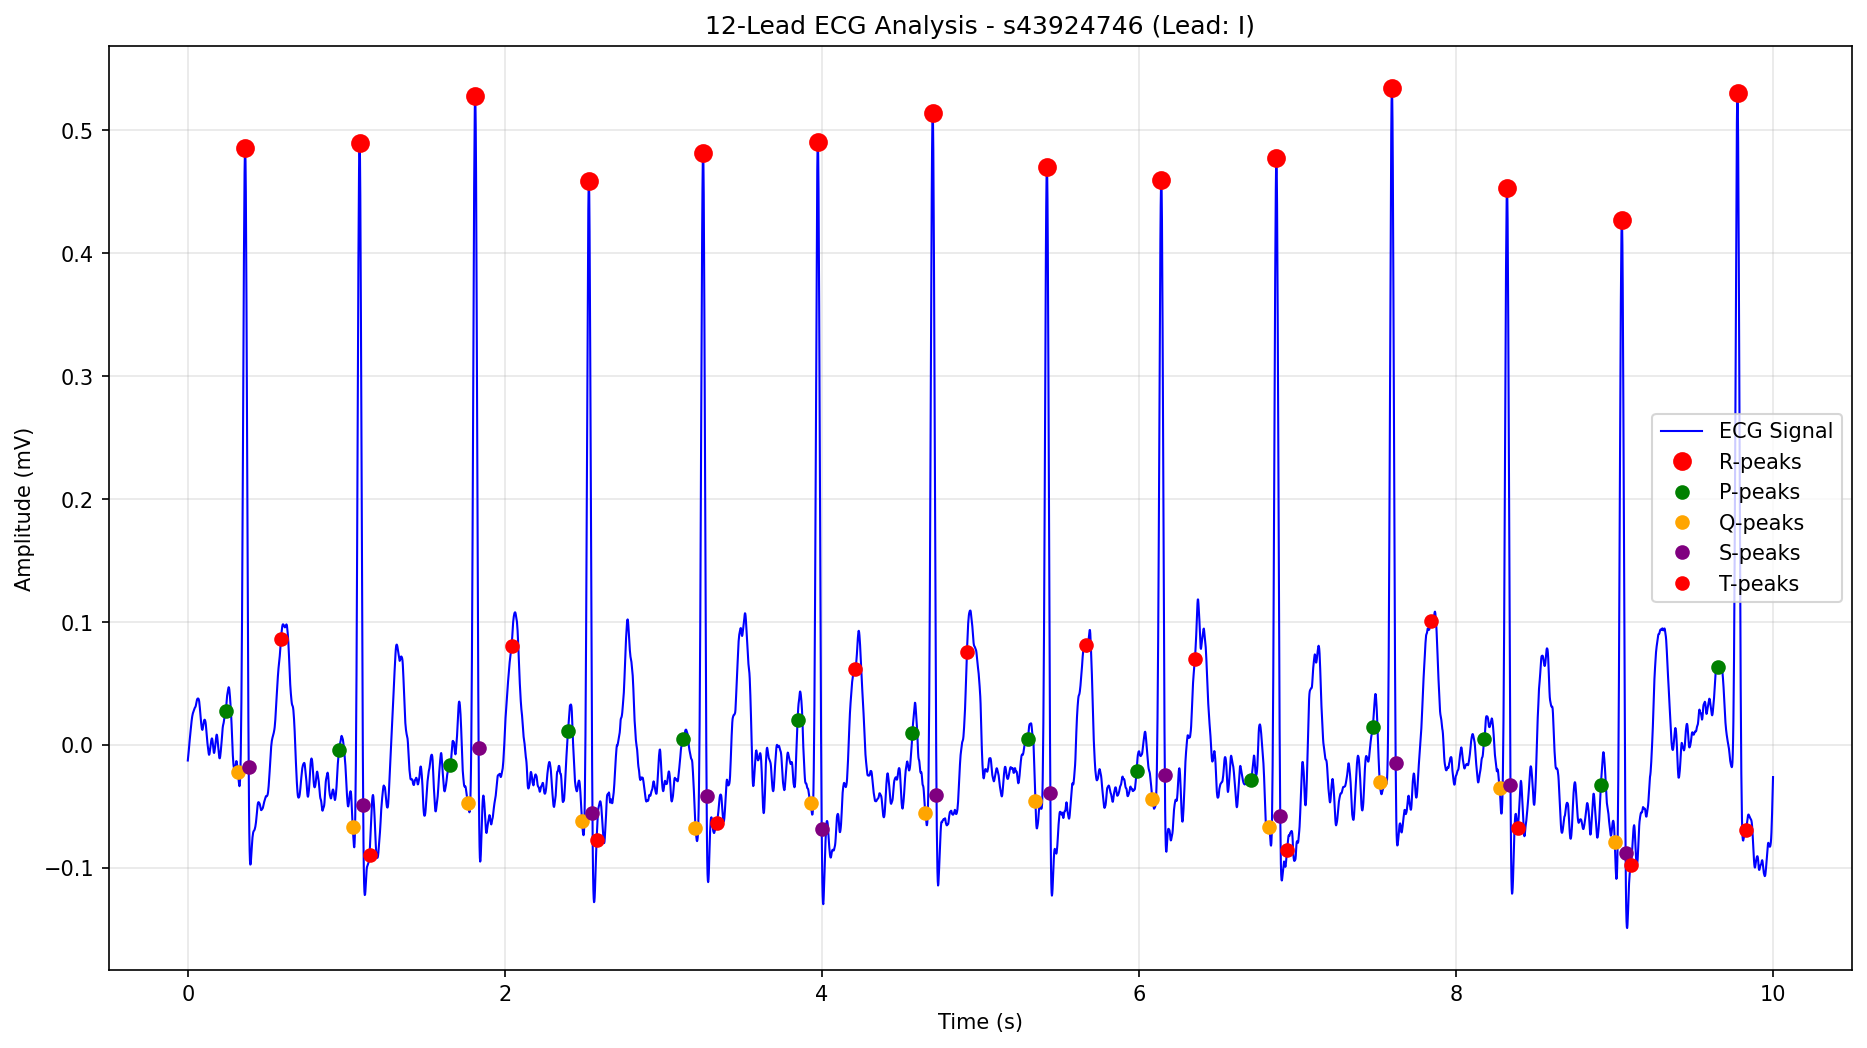 12-Lead ECG Analysis - s43924746 (Lead: I)
Amplitude (mV)
0.5
0.4
0.3
0.2
0.1
0.0
−0.1
ECG Signal
R-peaks
P-peaks
Q-peaks
S-peaks
T-peaks
0 2 4 6 8 10
Time (s)